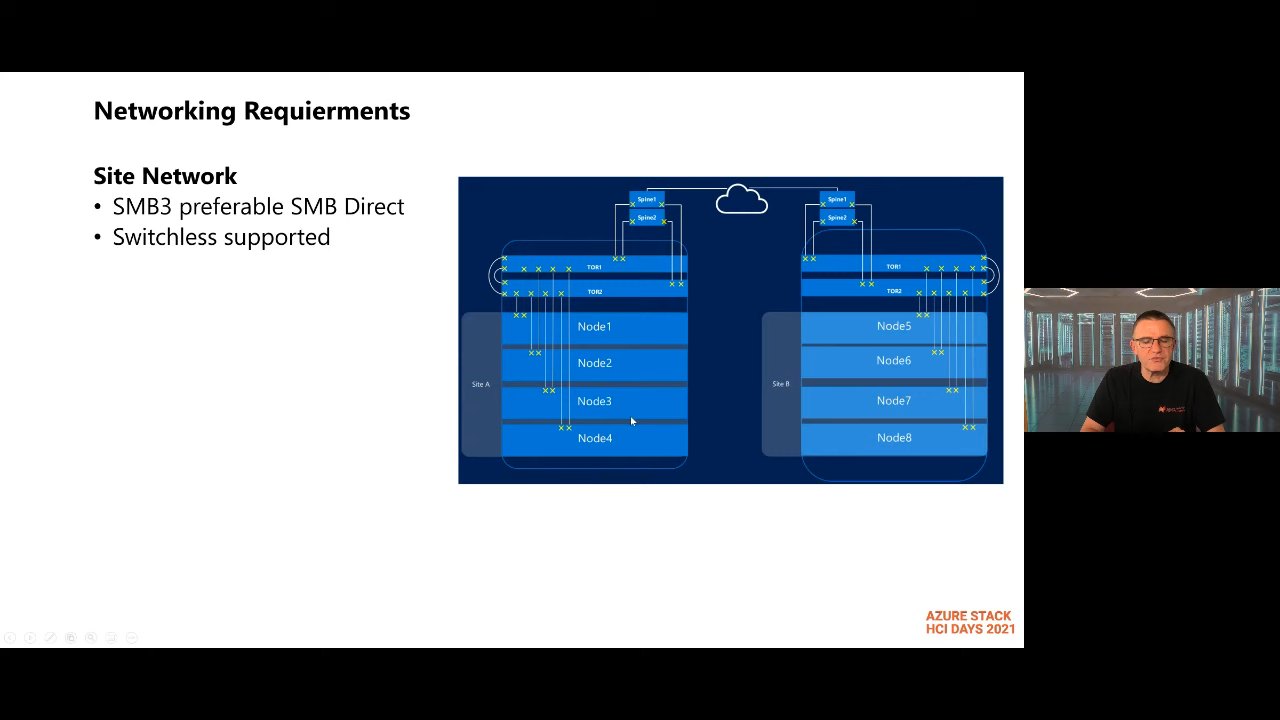 Networking Requierments
Site Network
• SMB3 preferable SMB Direct
• Switchless supported
Spine1
Spine2
TOR1
TOR2
Node1
Node2
Node3
Node4
Site A
Spine1
Spine2
TOR1
TOR2
Node5
Node6
Node7
Node8
Site B
AZURE STACK
HCI DAYS 2021